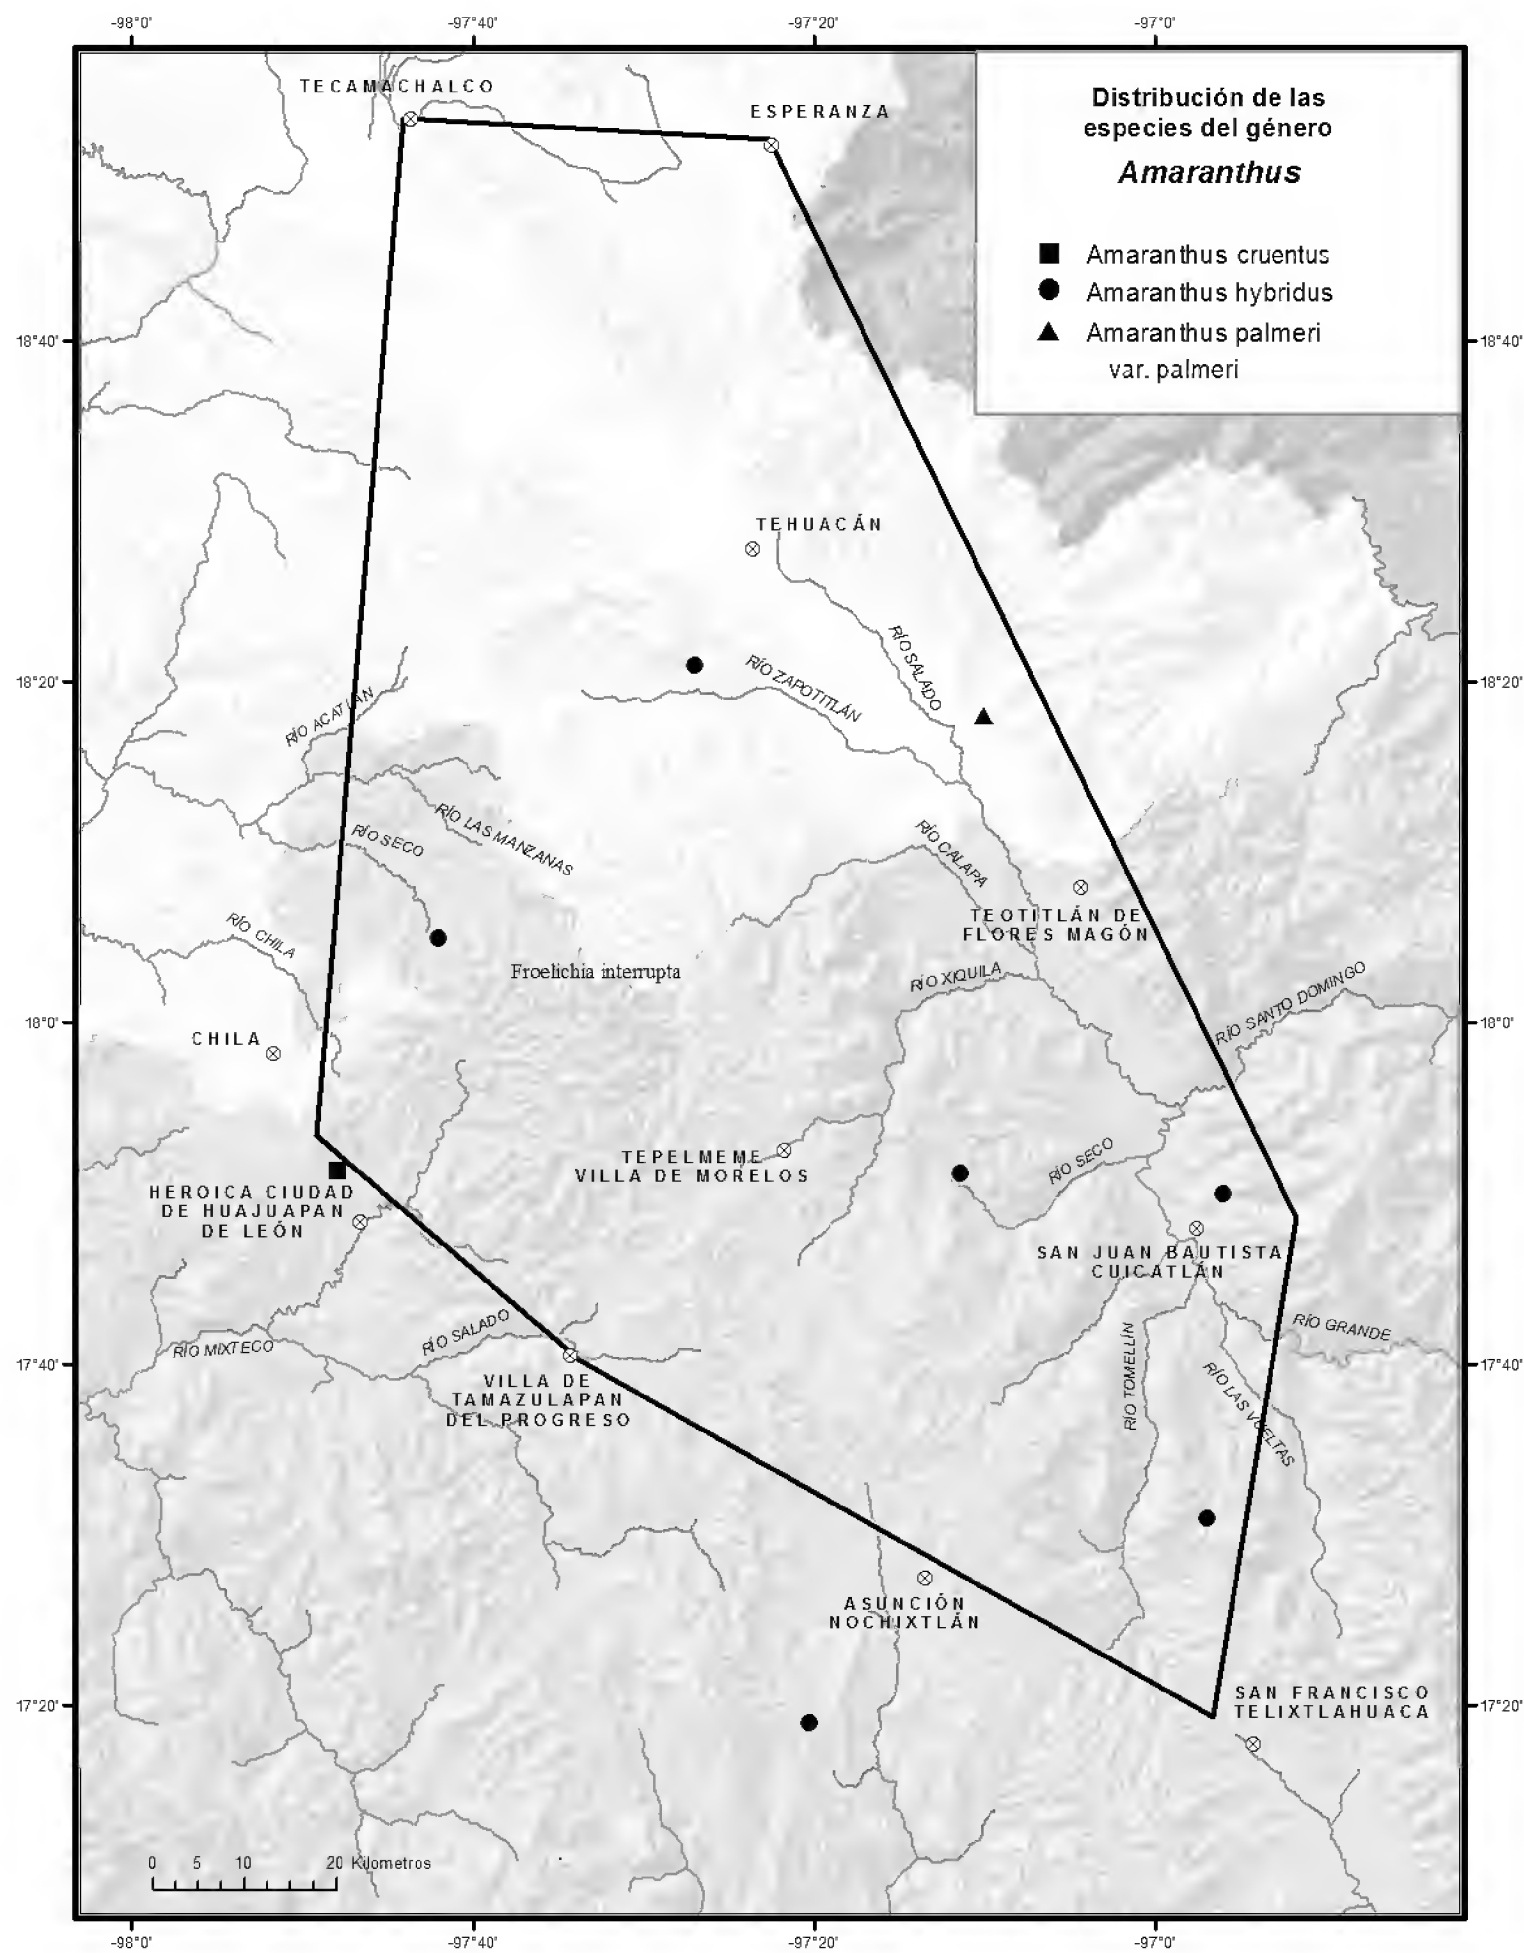 -98°0'
-97°40'
-97°20'
-97°0'
TECAMACHALCO
ESPERANZA
Distribución de las
especies del género
Amaranthus
Amaranthus cruentus
Amaranthus hybridus
Amaranthus palmeri
var. palmeri
18°40'
18°40'
TEHUACÁN
RÍO SALADO
18°20'
18°20'
RÍO ZAPOTITLÁN
RÍO ACATLAN
RÍO LAS MANZANAS
RÍO SECO
RÍO CALAPA
TEOTITLÁN DE
FLORES MAGÓN
RÍO CHILA
Froelichia interrupta
RÍO XIQUILA
RÍO SANTO DOMINGO
18°0'
18°0'
CHILA
TEPELMEME
VILLA DE MORELOS
RÍO SECO
HEROICA CIUDAD
DE HUAJUAPAN
DE LEÓN
SAN JUAN BAUTISTA
CUICATLÁN
RÍO GRANDE
RÍO SALADO
RÍO MIXTECO
RÍO TOMELLÍN
17°40'
17°40'
RÍO LAS VUELTAS
VILLA DE
TAMAZULAPAN
DEL PROGRESO
ASUNCIÓN
NOCHIXTLÁN
17°20'
17°20'
SAN FRANCISCO
TELIXTLAHUACA
0 5 10 20 Kilometros
-98°0'
-97°40'
-97°20'
-97°0'